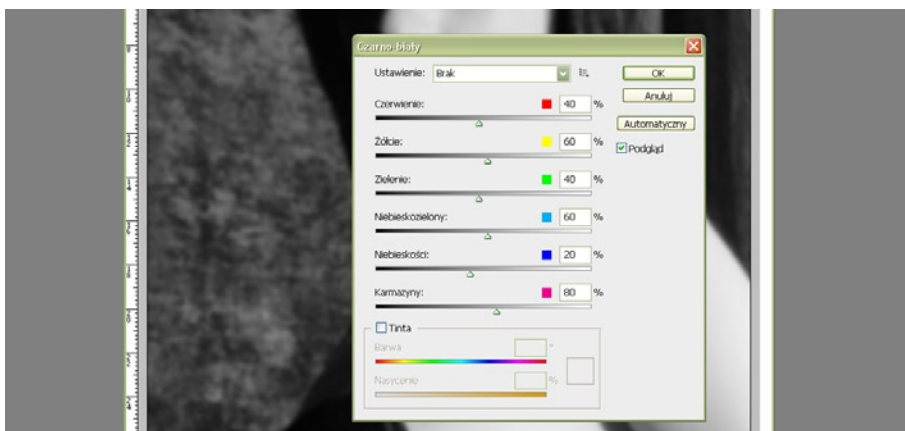 Czarno-biały
Ustawienie: Brak
OK
Anuluj
Automatyczny
Podgląd
Czerwienie: 40 %
Żółcie: 60 %
Zielenie: 40 %
Niebieskozielony: 60 %
Niebieskości: 20 %
Karmazyny: 80 %
Tinta
Barwa °
Nasycenie %